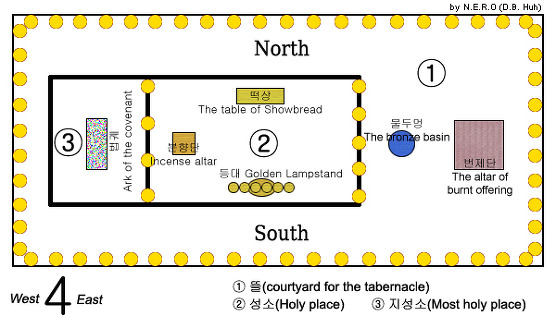 by N.E.R.O (D.B. Huh)
North
①
떡상
The table of Showbread
물두멍
The bronze basin
③
법궤
Ark of the covenant
분향단
Incense altar
②
번제단
The altar of
burnt offering
등대 Golden Lampstand
South
West 4 East
① 뜰(courtyard for the tabernacle)
② 성소(Holy place) ③ 지성소(Most holy place)